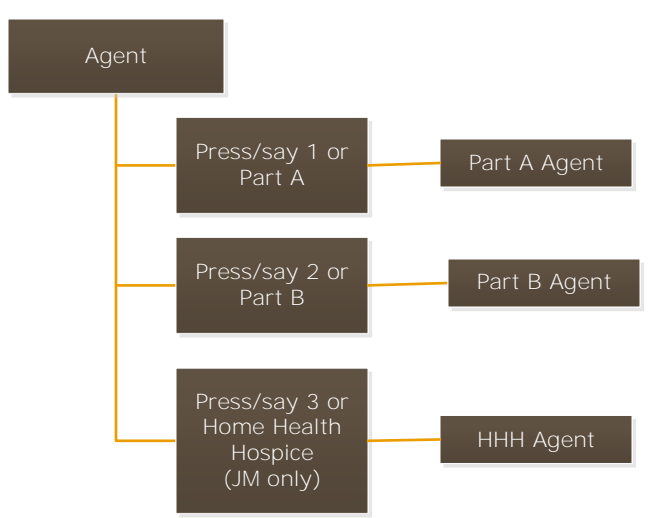 Agent
Press/say 1 or
Part A
Part A Agent
Press/say 2 or
Part B
Part B Agent
Press/say 3 or
Home Health
Hospice
(JM only)
HHH Agent